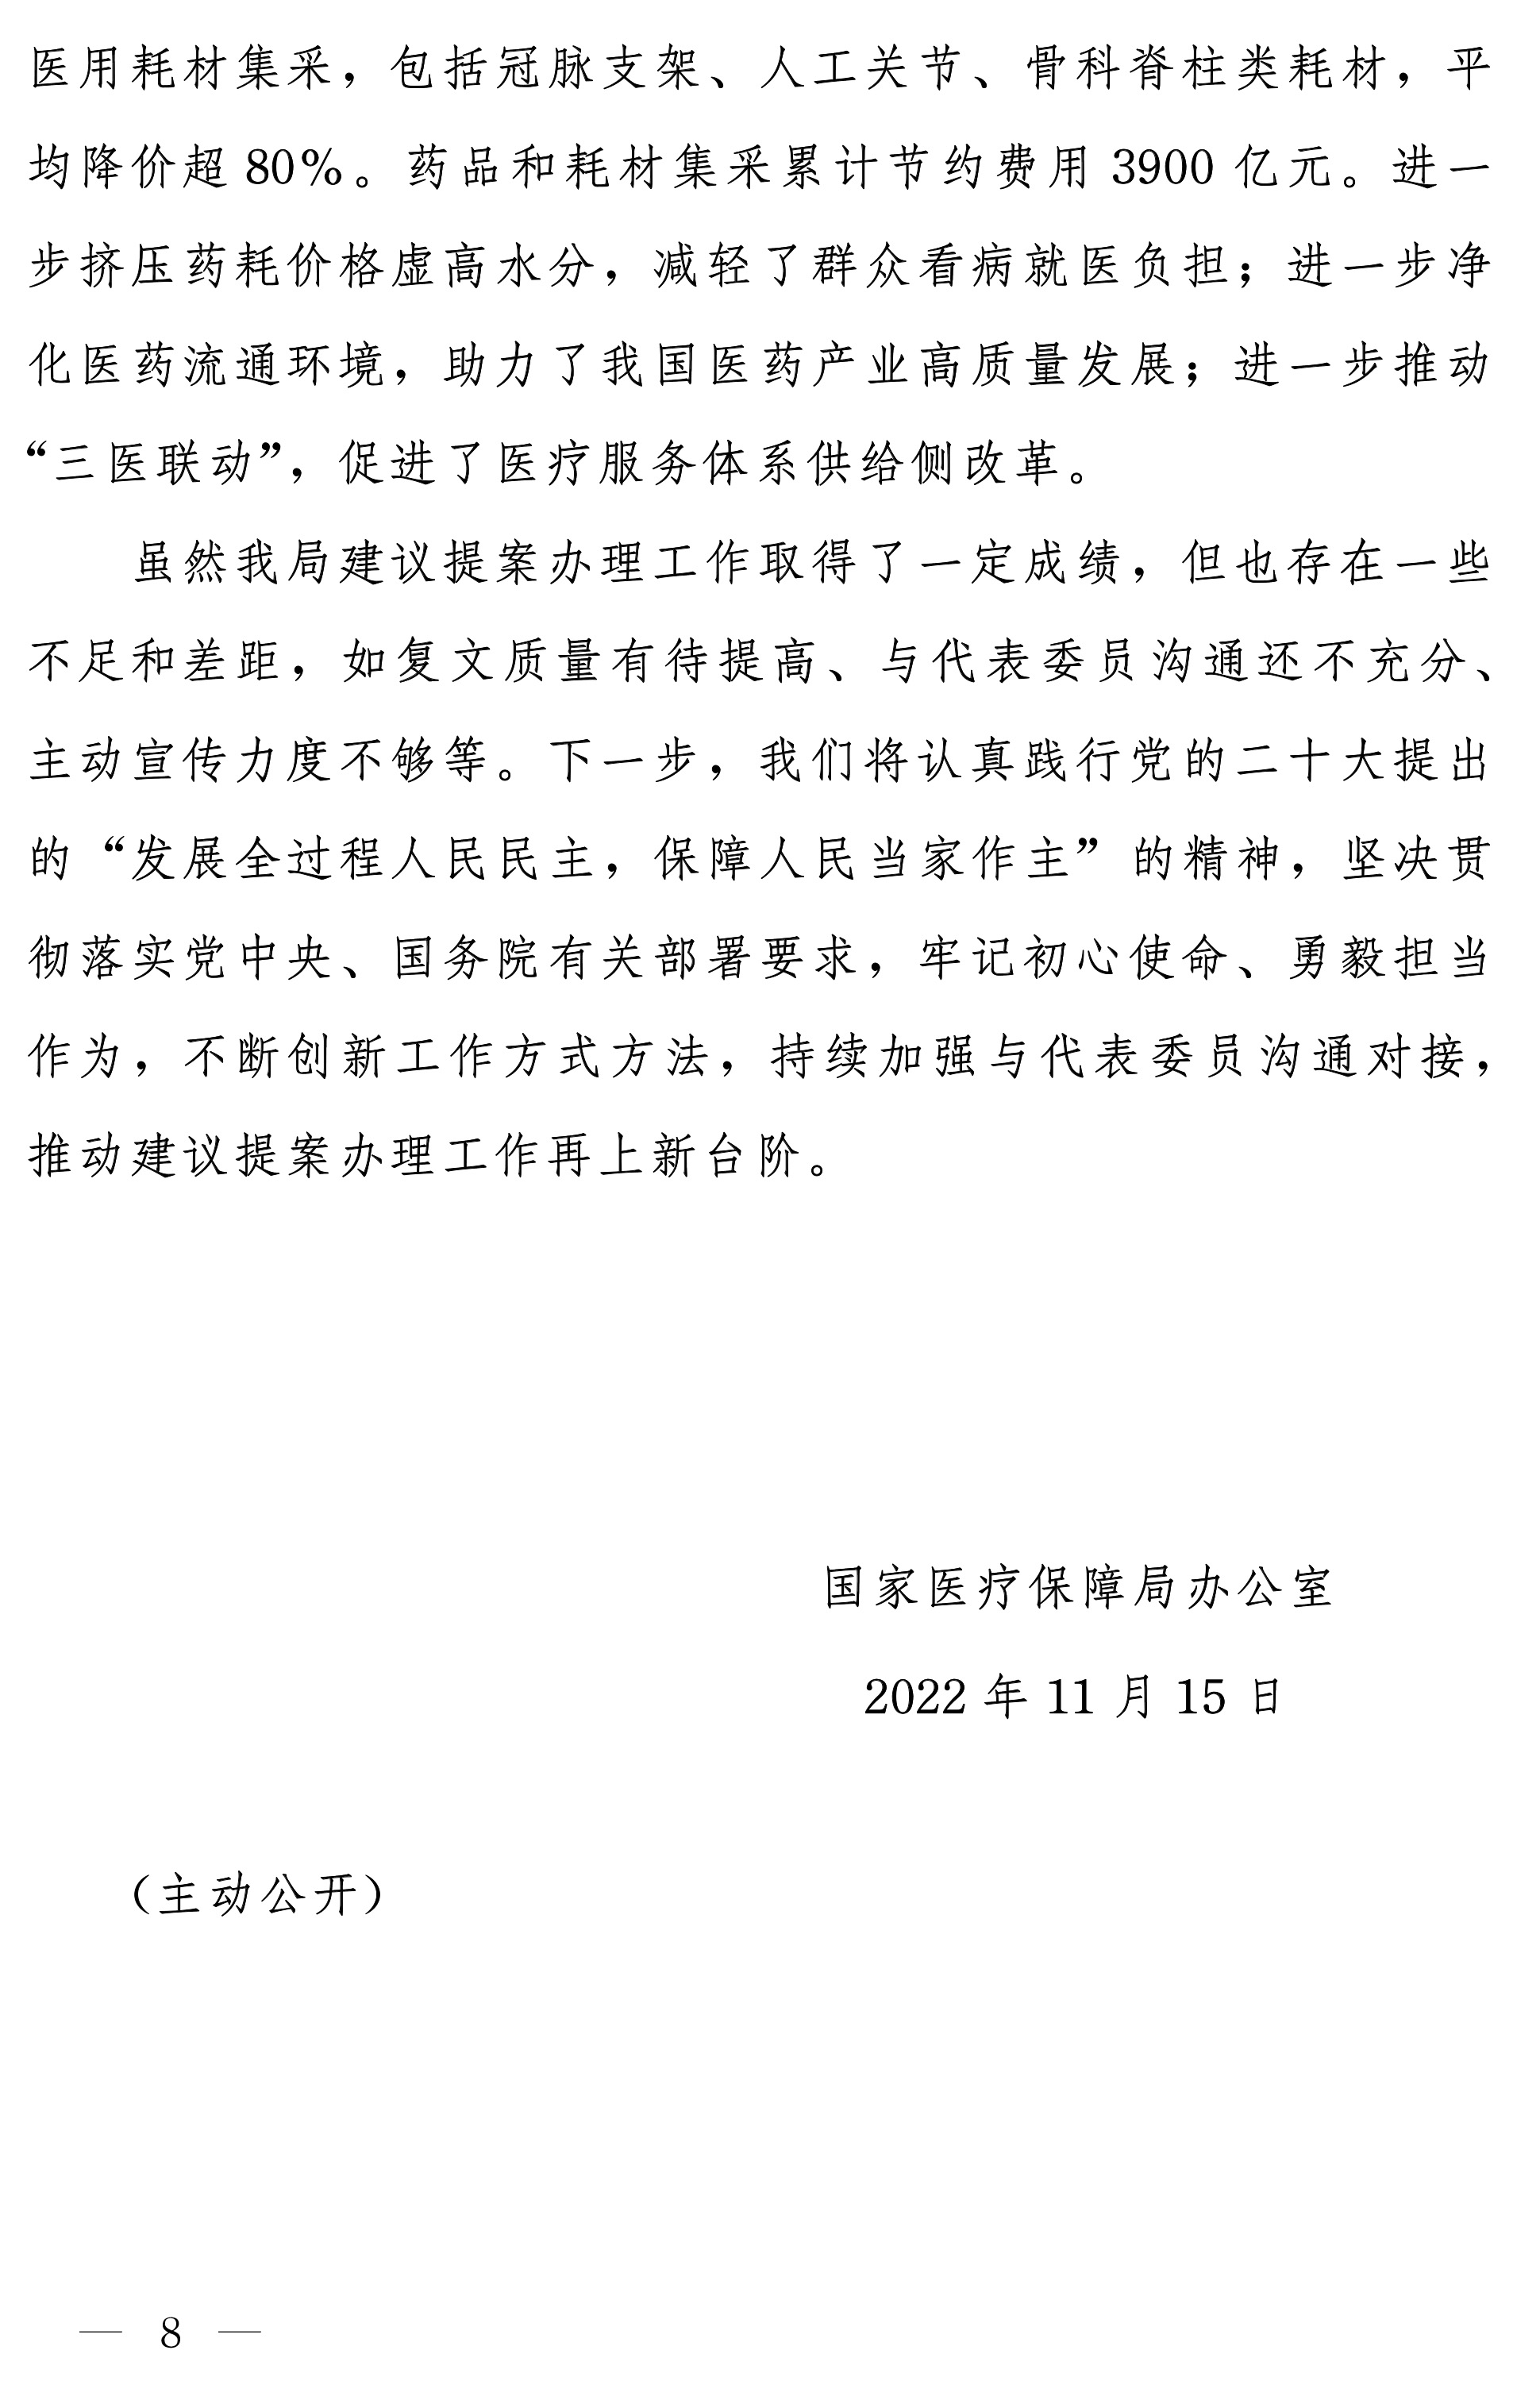 医用耗材集采，包括冠脉支架、人工关节、骨科脊柱类耗材，平
均降价超 80%。药品和耗材集采累计节约费用 3900 亿元。进一
步挤压药耗价格虚高水分，减轻了群众看病就医负担；进一步净
化医药流通环境，助力了我国医药产业高质量发展；进一步推动
“三医联动”，促进了医疗服务体系供给侧改革。
虽然我局建议提案办理工作取得了一定成绩，但也存在一些
不足和差距，如复文质量有待提高、与代表委员沟通还不充分、
主动宣传力度不够等。下一步，我们将认真践行党的二十大提出
的“发展全过程人民民主，保障人民当家作主”的精神，坚决贯
彻落实党中央、国务院有关部署要求，牢记初心使命、勇毅担当
作为，不断创新工作方式方法，持续加强与代表委员沟通对接，
推动建议提案办理工作再上新台阶。
国家医疗保障局办公室
2022 年 11 月 15 日
（主动公开）
— 8 —